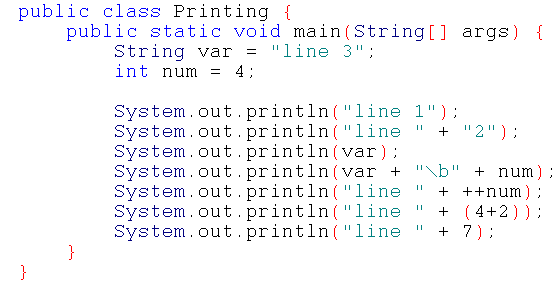 public class Printing {
    public static void main(String[] args) {
        String var = "line 3";
        int num = 4;

        System.out.println("line 1");
        System.out.println("line " + "2");
        System.out.println(var);
        System.out.println(var + "\b" + num);
        System.out.println("line " + ++num);
        System.out.println("line " + (4+2));
        System.out.println("line " + 7);
    }
}